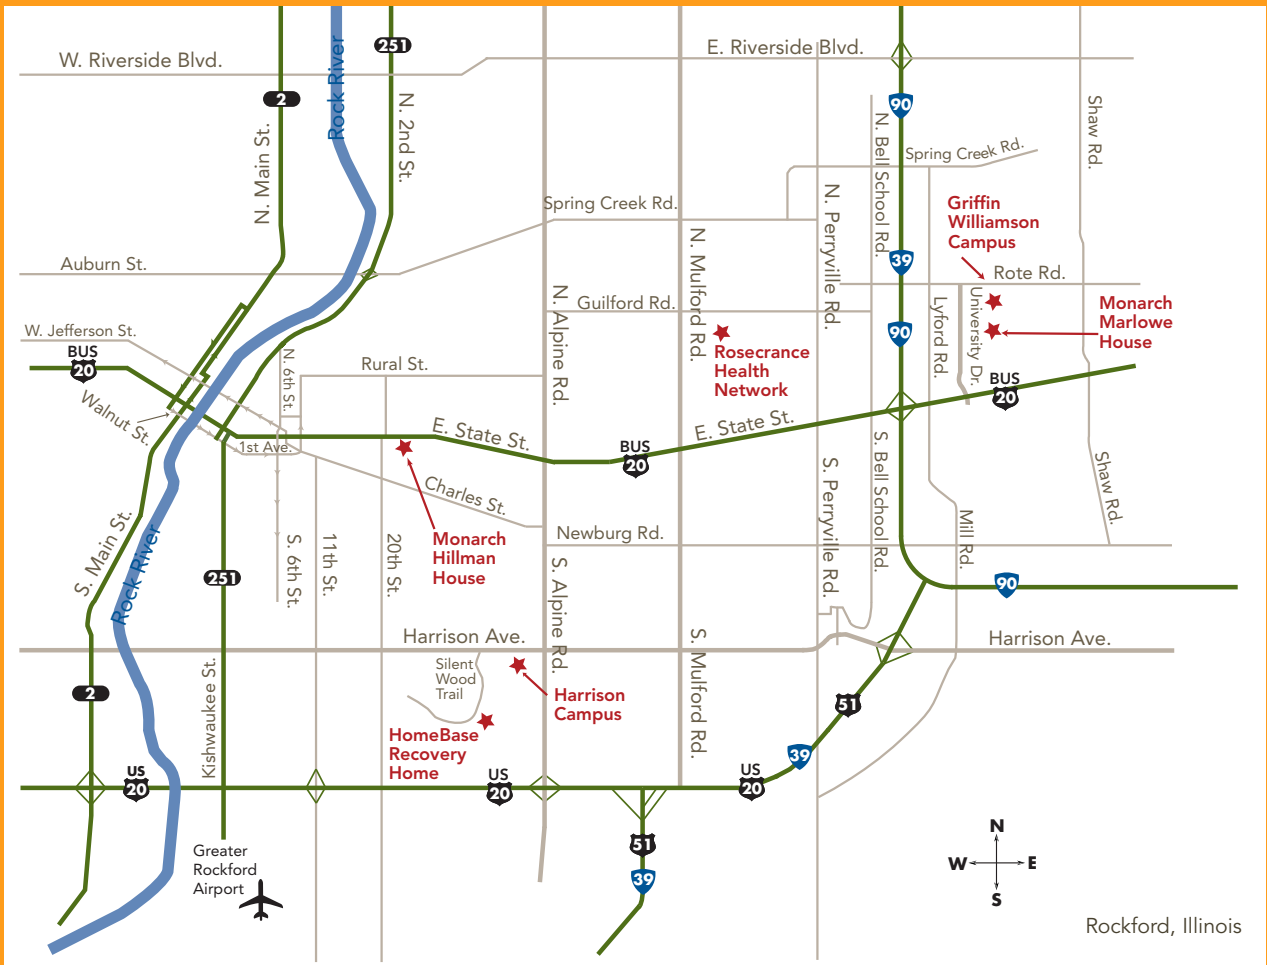 251
W. Riverside Blvd.
E. Riverside Blvd.
Rock River
2
90
N. 2nd St.
N. Main St.
N. Bell School Rd.
Shaw Rd.
Spring Creek Rd.
Spring Creek Rd.
N. Perryville Rd.
Griffin
Williamson
Campus
N. Mulford Rd.
Auburn St.
39
Rote Rd.
N. Alpine Rd.
Guilford Rd.
University Dr.
Lyford Rd.
Monarch
Marlowe
House
W. Jefferson St.
90
BUS
20
N. 6th St.
Rural St.
Rosecrance
Health
Network
BUS
20
Walnut St.
E. State St.
E. State St.
1st Ave.
BUS
20
S. Bell School Rd.
S. Perryville Rd.
Shaw Rd.
Charles St.
S. Main St.
Rock River
Monarch
Hillman
House
Newburg Rd.
Mill Rd.
S. 6th St.
11th St.
20th St.
S. Alpine Rd.
251
90
Harrison Ave.
Harrison Ave.
S. Mulford Rd.
Silent
Wood
Trail
Kishwaukee St.
2
Harrison
Campus
51
HomeBase
Recovery
Home
39
US
20
US
20
US
20
51
39
Greater
Rockford
Airport
N
W
E
S
Rockford, Illinois